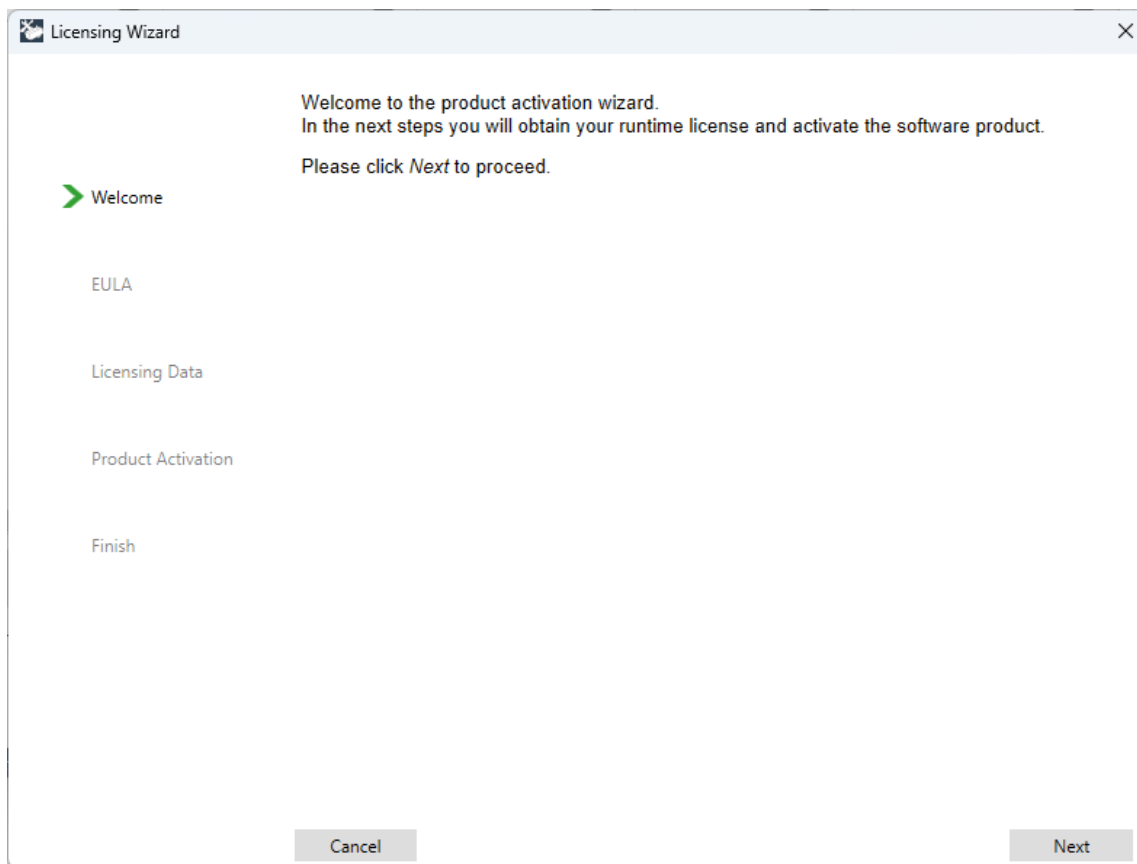 Licensing Wizard
Welcome to the product activation wizard.
In the next steps you will obtain your runtime license and activate the software product.
Please click Next to proceed.
Welcome
EULA
Licensing Data
Product Activation
Finish
Cancel
Next